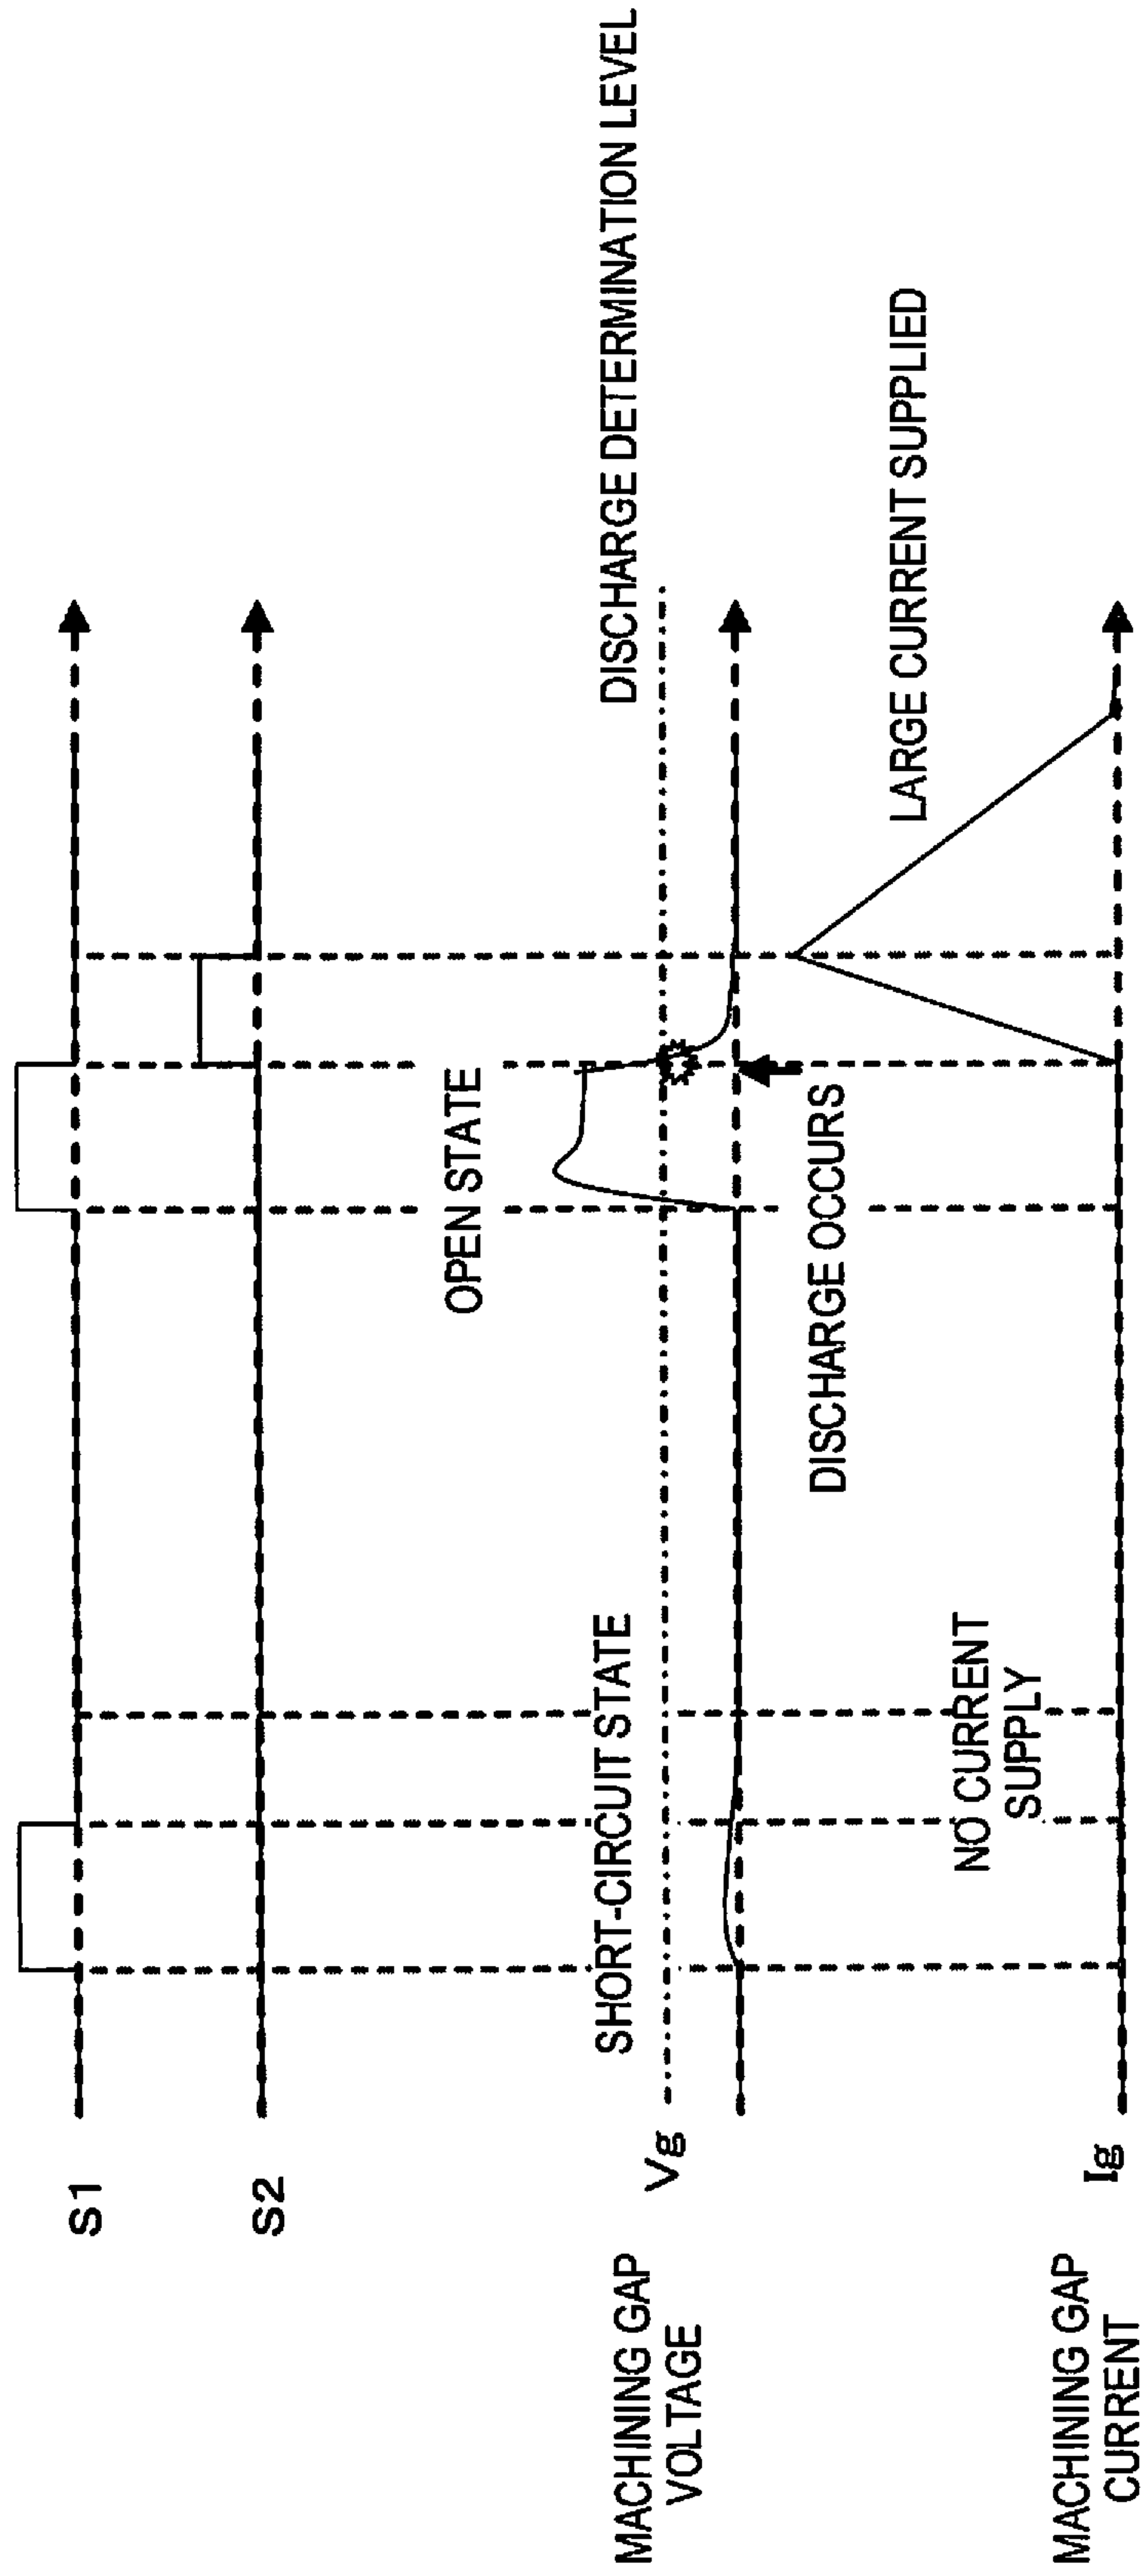 S1
S2
OPEN STATE
DISCHARGE DETERMINATION LEVEL
SHORT-CIRCUIT STATE
MACHINING GAP
VOLTAGE
Vg
DISCHARGE OCCURS
LARGE CURRENT SUPPLIED
NO CURRENT
SUPPLY
MACHINING GAP
CURRENT
Ig